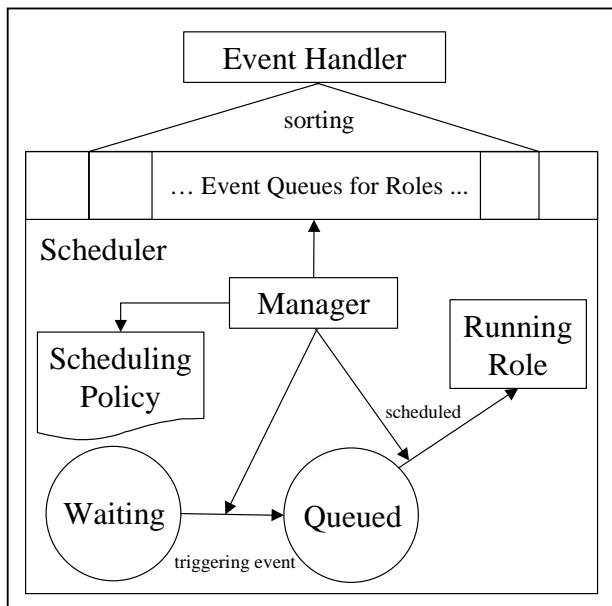 Event Handler
sorting
… Event Queues for Roles ...
Scheduler
Manager
Scheduling
Policy
Running
Role
scheduled
Waiting
Queued
triggering event